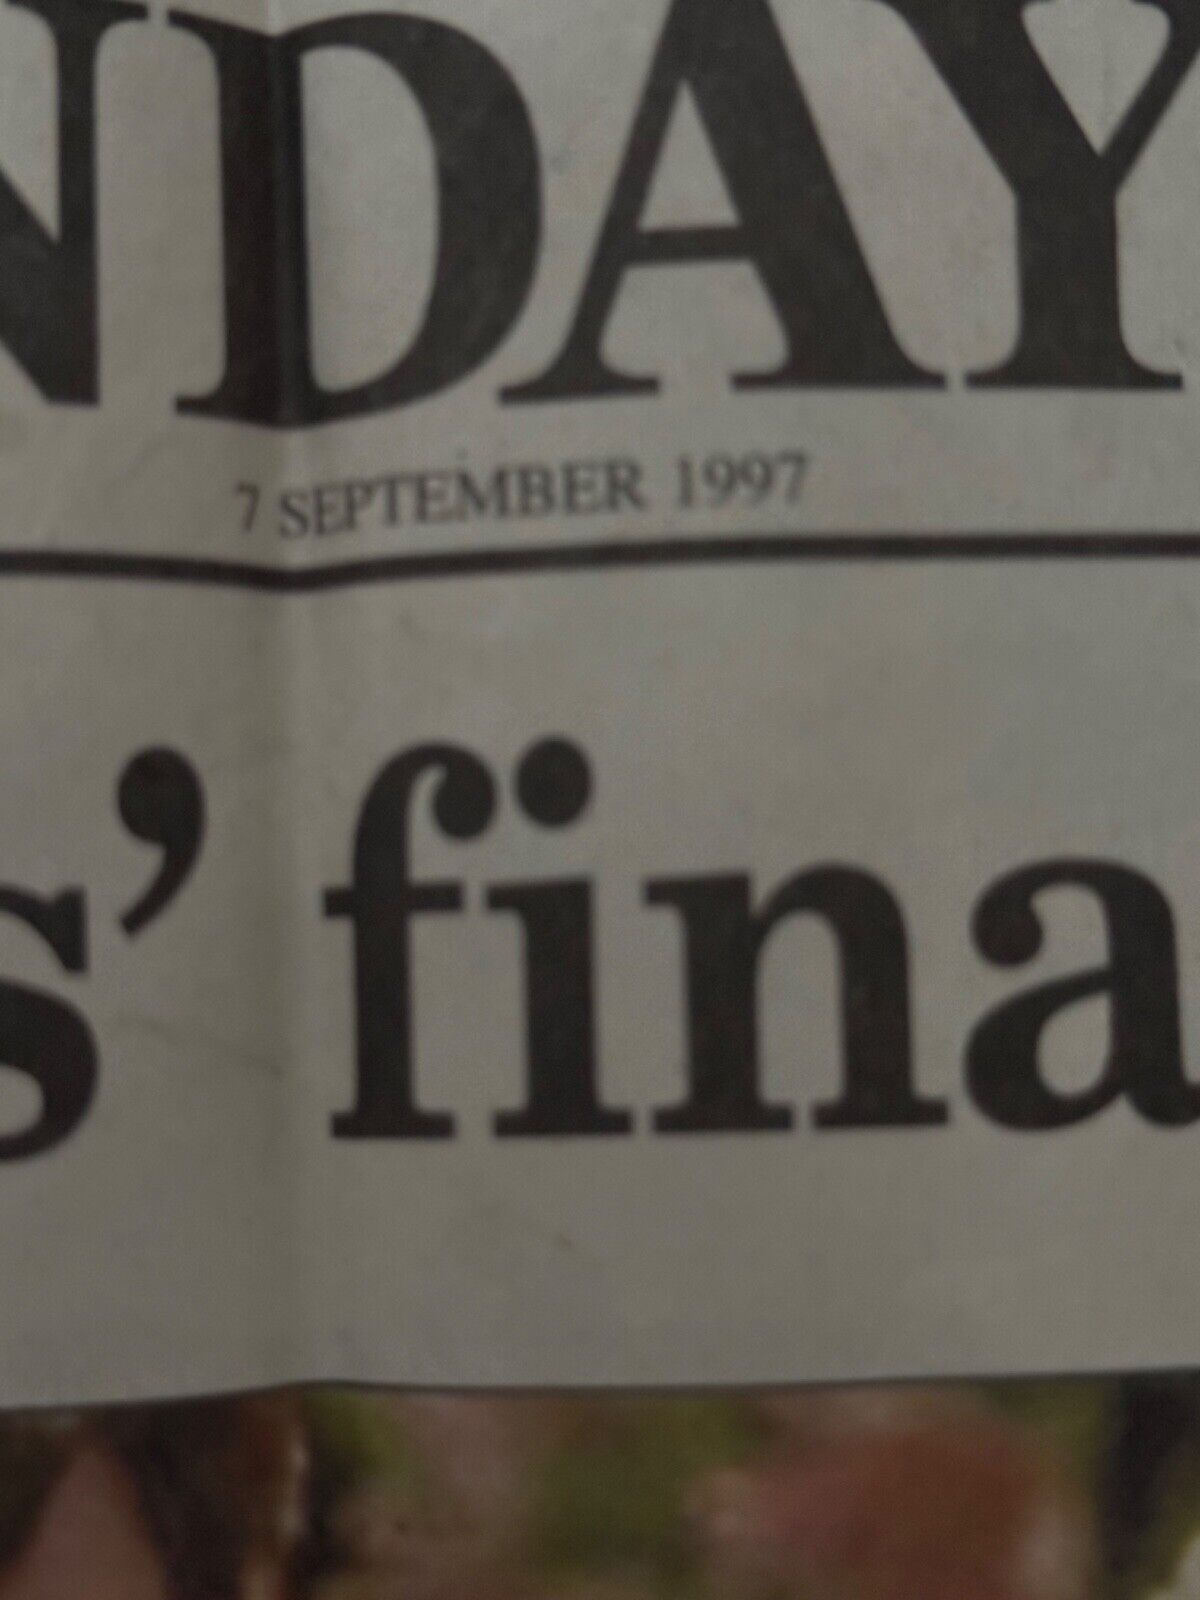 NDAY
7 SEPTEMBER 1997
s' fina